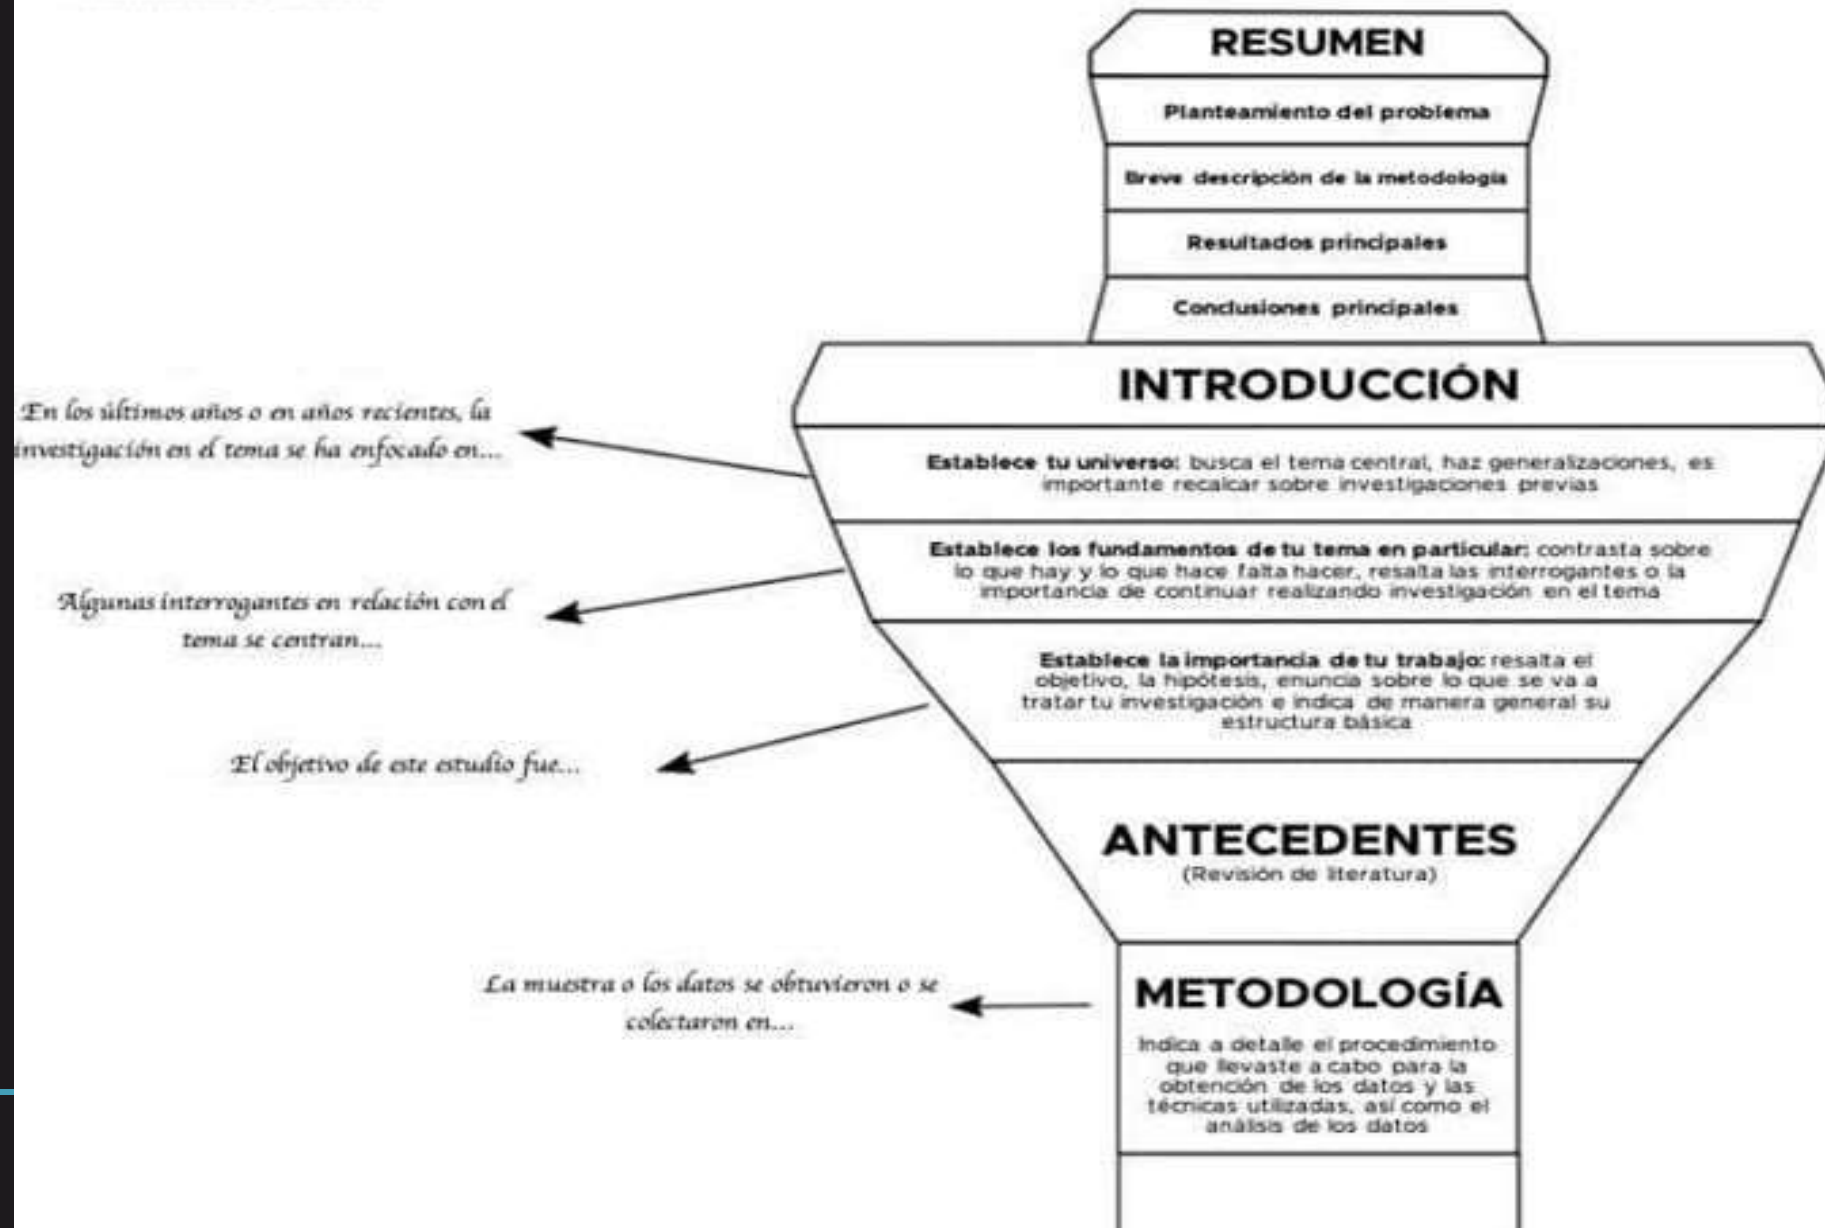 RESUMEN
Planteamiento del problema
Breve descripción de la metodología
Resultados principales
Conclusiones principales
INTRODUCCIÓN
En los últimos años o en años recientes, la
investigación en el tema se ha enfocado en...
Establece tu universo: busca el tema central, haz generalizaciones, es
importante recalcar sobre investigaciones previas
Establece los fundamentos de tu tema en particular: contrasta sobre
lo que hay y lo que hace falta hacer, resalta las interrogantes o la
importancia de continuar realizando investigación en el tema
Algunas interrogantes en relación con el
tema se centran...
Establece la importancia de tu trabajo: resalta el
objetivo, la hipótesis, enuncia sobre lo que se va a
tratar tu investigación e indica de manera general su
estructura básica
El objetivo de este estudio fue...
ANTECEDENTES
(Revisión de literatura)
METODOLOGÍA
La muestra o los datos se obtuvieron o se
colectaron en...
Indica a detalle el procedimiento
que llevaste a cabo para la
obtención de los datos y las
técnicas utilizadas, así como el
análisis de los datos